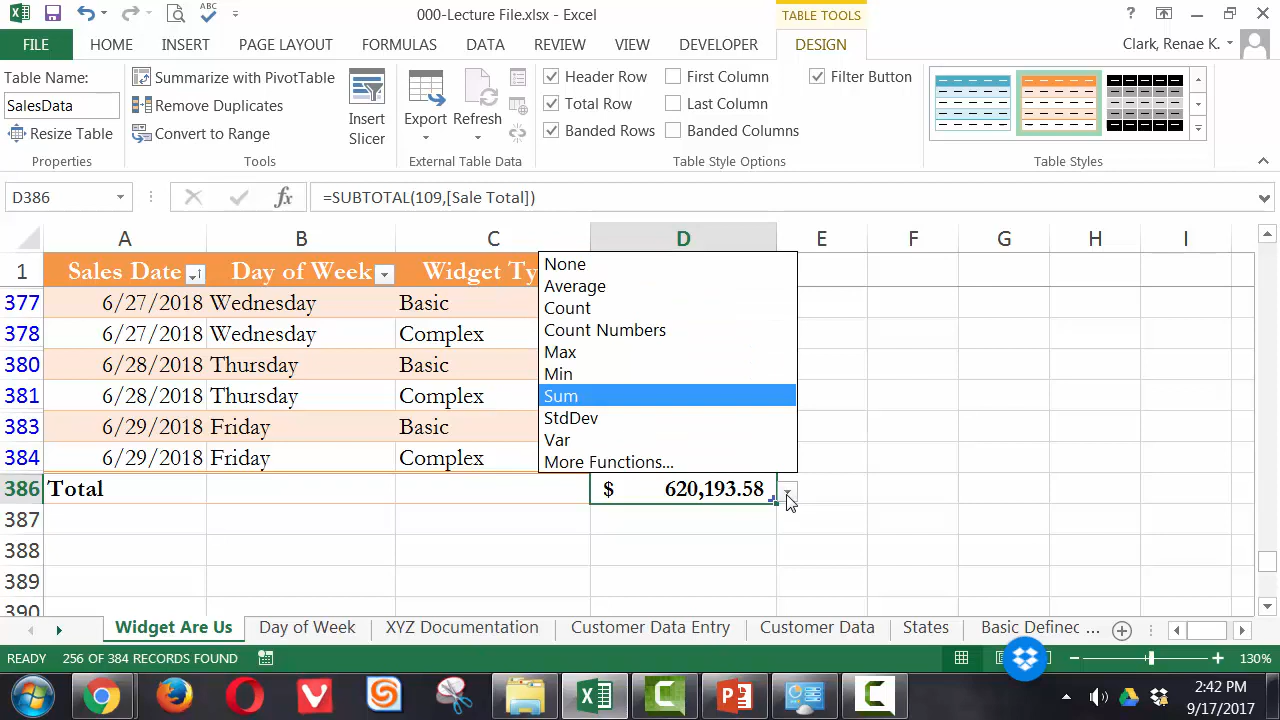 000-Lecture File.xlsx - Excel
TABLE TOOLS
FILE HOME INSERT PAGE LAYOUT FORMULAS DATA REVIEW VIEW DEVELOPER DESIGN Clark, Renae K.
Table Name:
SalesData
Resize Table
Properties
Summarize with PivotTable
Remove Duplicates
Convert to Range
Insert
Slicer
Tools
Export
Refresh
External Table Data
Header Row First Column Filter Button
Total Row Last Column
Banded Rows Banded Columns
Table Style Options
Table Styles
D386 fx =SUBTOTAL(109,[Sale Total])
A B C D E F G H I
1 Sales Date Day of Week Widget Ty
377 6/27/2018 Wednesday Basic
378 6/27/2018 Wednesday Complex
380 6/28/2018 Thursday Basic
381 6/28/2018 Thursday Complex
383 6/29/2018 Friday Basic
384 6/29/2018 Friday Complex
386 Total $ 620,193.58
387
388
389
390
None
Average
Count
Count Numbers
Max
Min
Sum
StdDev
Var
More Functions...
Widget Are Us Day of Week XYZ Documentation Customer Data Entry Customer Data States Basic Definec ...
READY 256 OF 384 RECORDS FOUND 130%
2:42 PM
9/17/2017